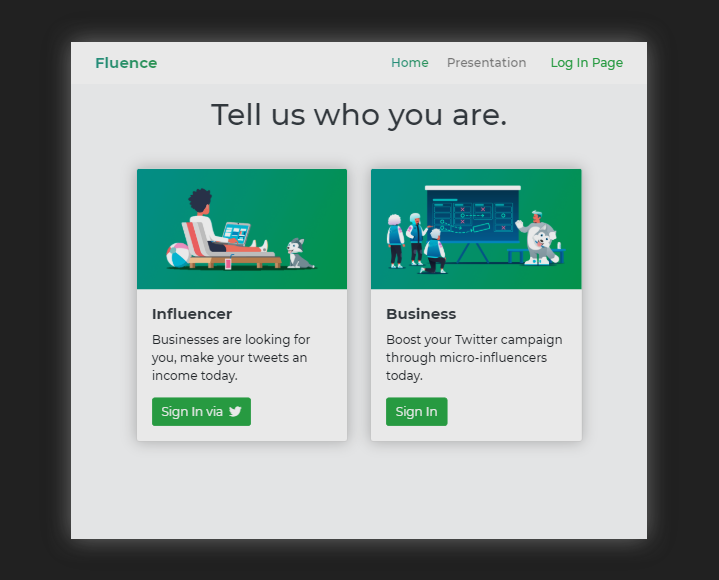 Fluence
Home Presentation Log In Page
Tell us who you are.
Influencer
Businesses are looking for
you, make your tweets an
income today.
Sign In via
Business
Boost your Twitter campaign
through micro-influencers
today.
Sign In